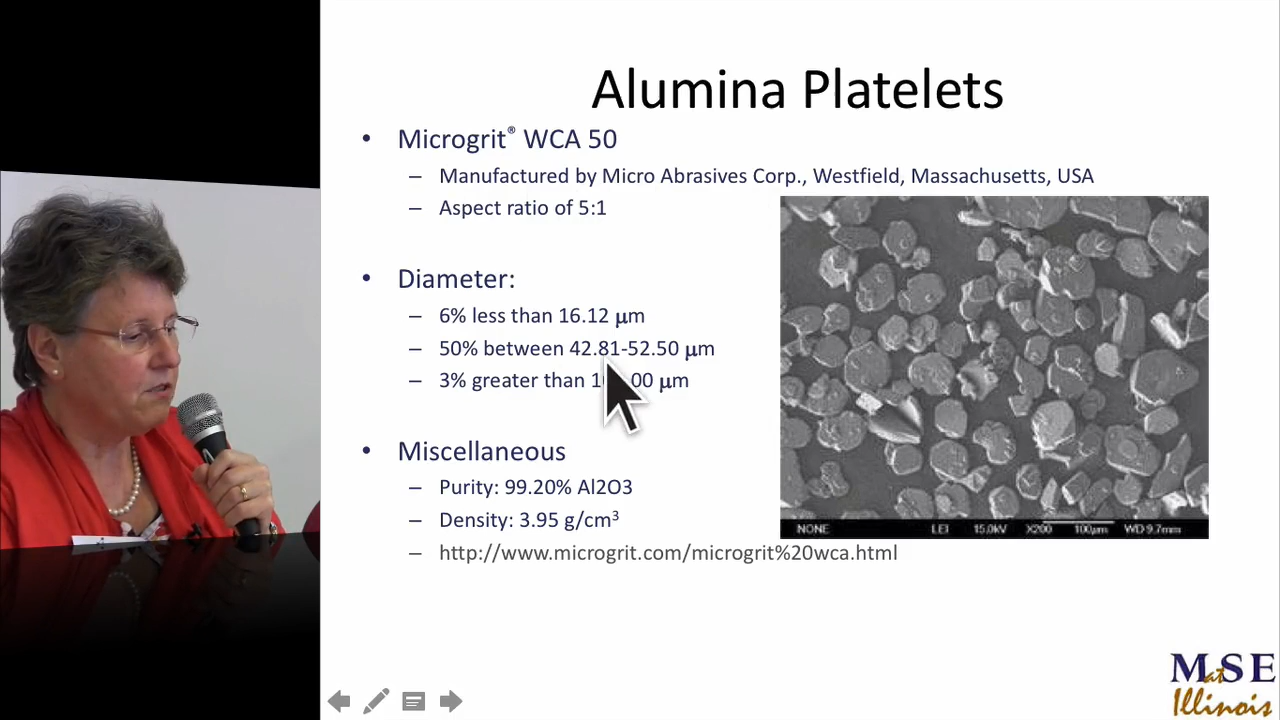 Alumina Platelets
• Microgrit® WCA 50
– Manufactured by Micro Abrasives Corp., Westfield, Massachusetts, USA
– Aspect ratio of 5:1
• Diameter:
– 6% less than 16.12 μm
– 50% between 42.81-52.50 μm
– 3% greater than μm
• Miscellaneous
– Purity: 99.20% Al2O3
– Density: 3.95 g/cm³
– http://www.microgrit.com/microgrit%20wca.html
NONE LEI 15.0kV X200 100μm WD 9.7mm
MatSE
Illinois